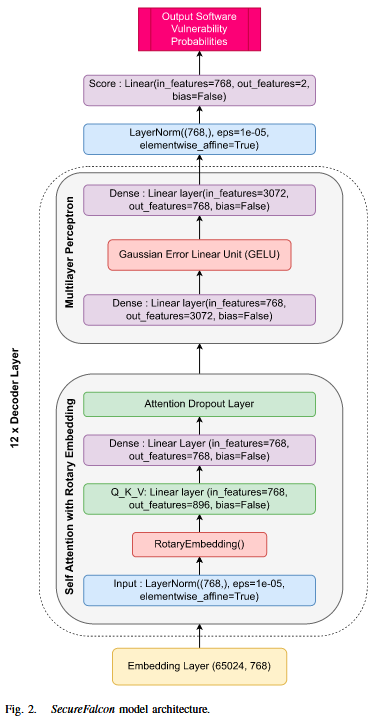 Output Software
Vulnerability
Probabilities
Score : Linear(in_features=768, out_features=2,
bias=False)
LayerNorm((768,), eps=1e-05,
elementwise_affine=True)
12 x Decoder Layer
Multilayer Perceptron
Dense : Linear layer(in_features=3072,
out_features=768, bias=False)
Gaussian Error Linear Unit (GELU)
Dense : Linear layer(in_features=768,
out_features=3072, bias=False)
Self Attention with Rotary Embedding
Attention Dropout Layer
Dense : Linear Layer (in_features=768,
out_features=768, bias=False)
Q_K_V: Linear layer (in_features=768,
out_features=896, bias=False)
RotaryEmbedding()
Input : LayerNorm((768,), eps=1e-05,
elementwise_affine=True)
Embedding Layer (65024, 768)
Fig. 2. SecureFalcon model architecture.